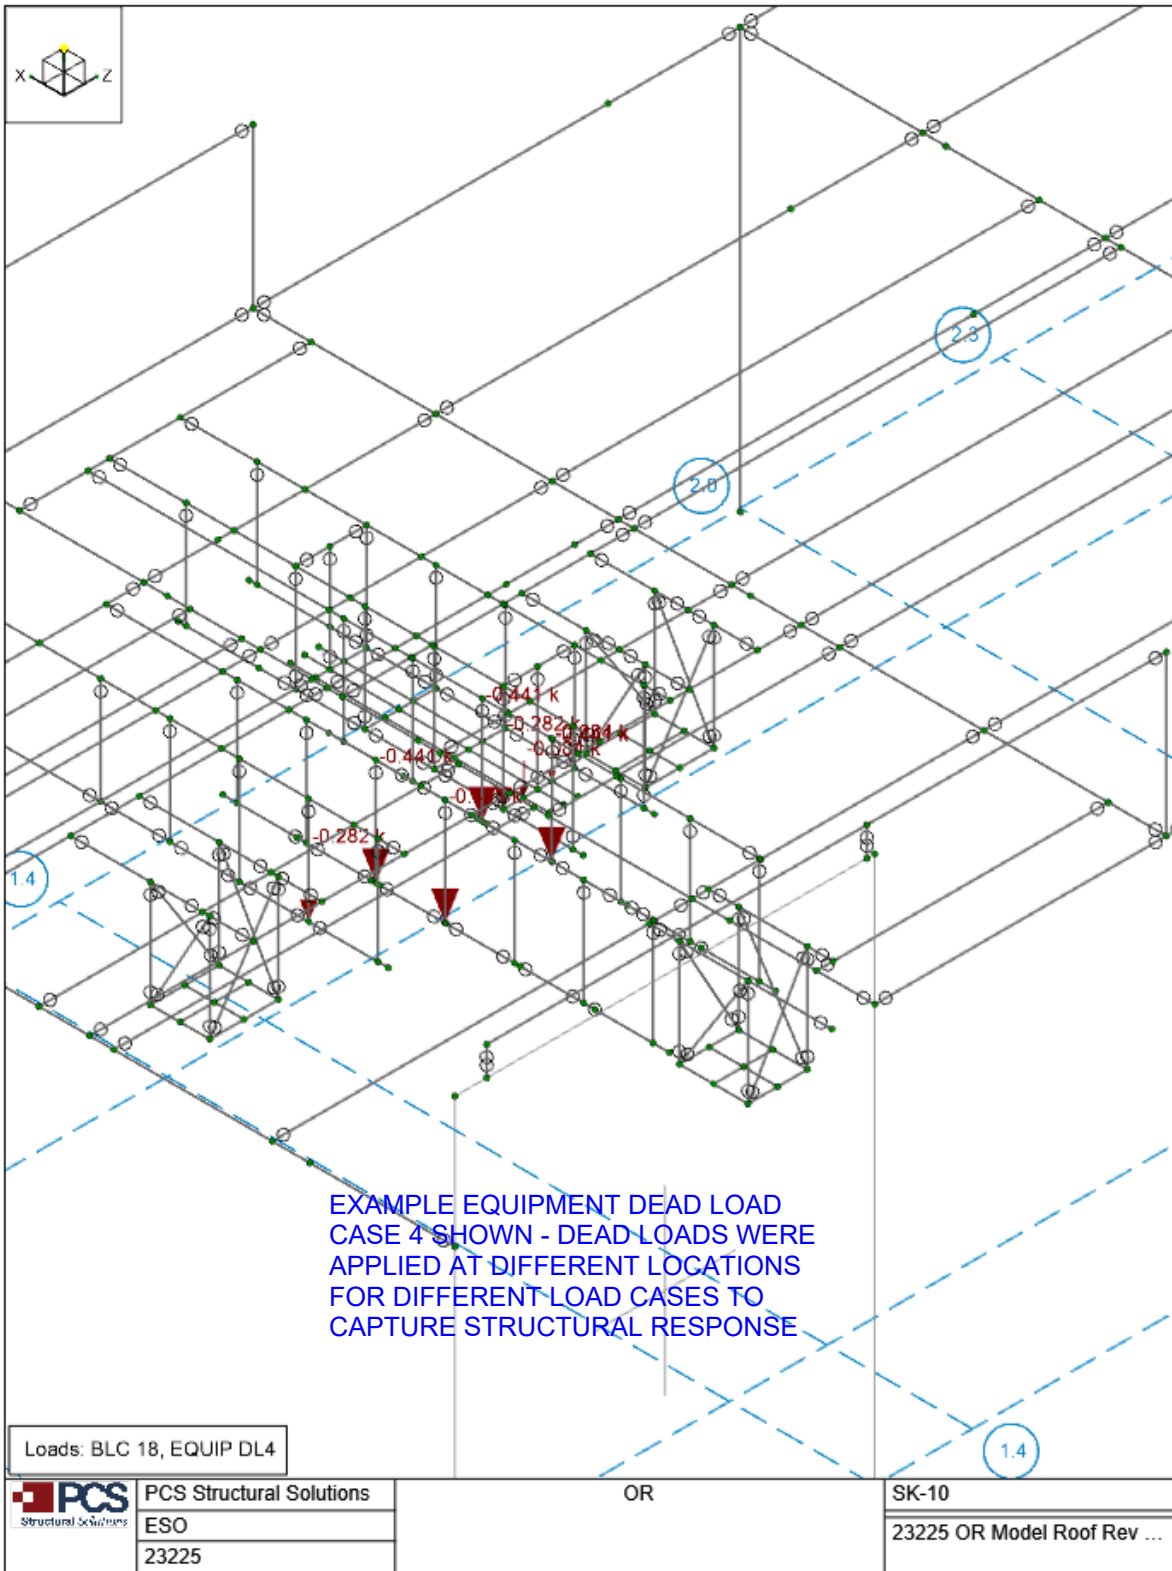 X
Z
2.3
2.0
-0.441 k
-0.282 k
-0.441 k
-0.282 k
1.4
EXAMPLE EQUIPMENT DEAD LOAD
CASE 4 SHOWN - DEAD LOADS WERE
APPLIED AT DIFFERENT LOCATIONS
FOR DIFFERENT LOAD CASES TO
CAPTURE STRUCTURAL RESPONSE
Loads: BLC 18, EQUIP DL4
1.4
PCS
Structural Solutions
PCS Structural Solutions
ESO
23225
OR
SK-10
23225 OR Model Roof Rev ...